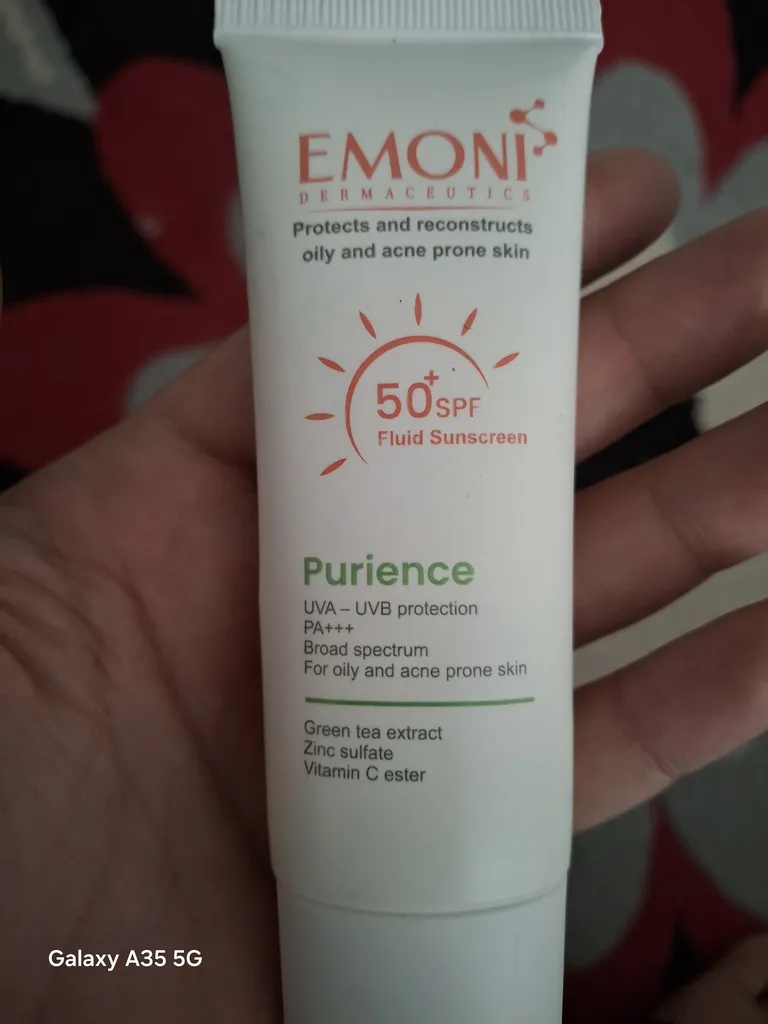 EMONI
DERMACEUTICS
Protects and reconstructs
oily and acne prone skin
50+ SPF
Fluid Sunscreen
Purience
UVA – UVB protection
PA+++
Broad spectrum
For oily and acne prone skin
Green tea extract
Zinc sulfate
Vitamin C ester
Galaxy A35 5G